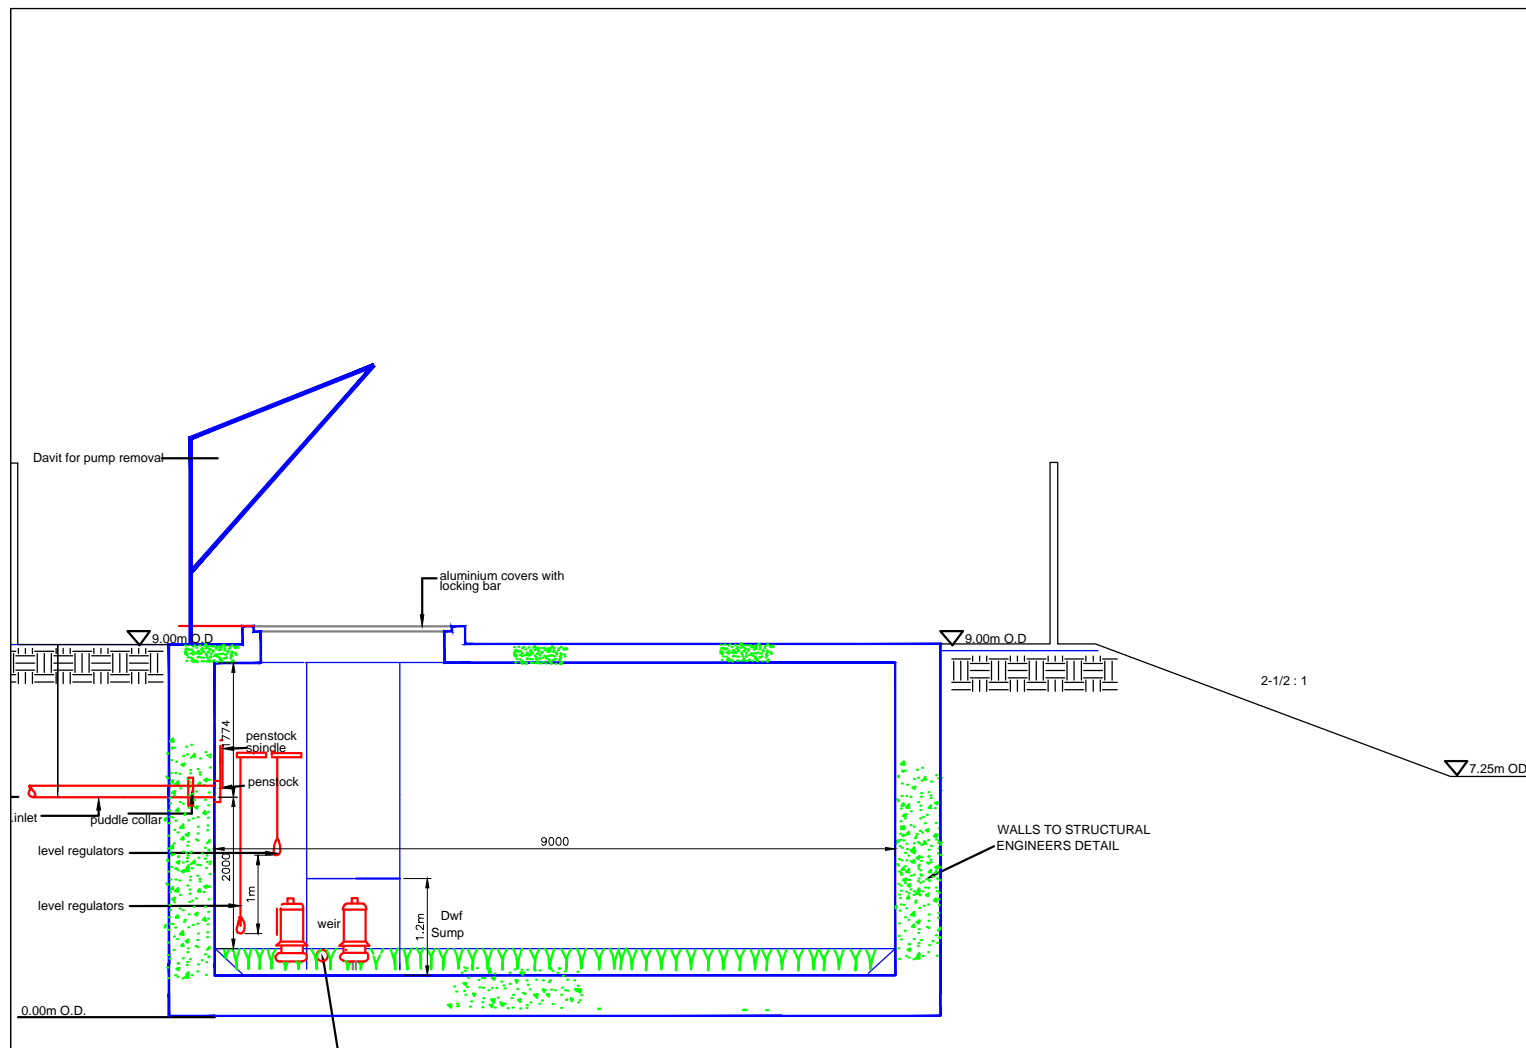 Davit for pump removal
aluminium covers with
locking bar
9.00m O.D
9.00m O.D
2-1/2 : 1
1774
penstock
spindle
7.25m OD
penstock
inlet
puddle collar
WALLS TO STRUCTURAL
ENGINEERS DETAIL
9000
level regulators
2000
1m
level regulators
weir
1.2m
Dwf
Sump
0.00m O.D.